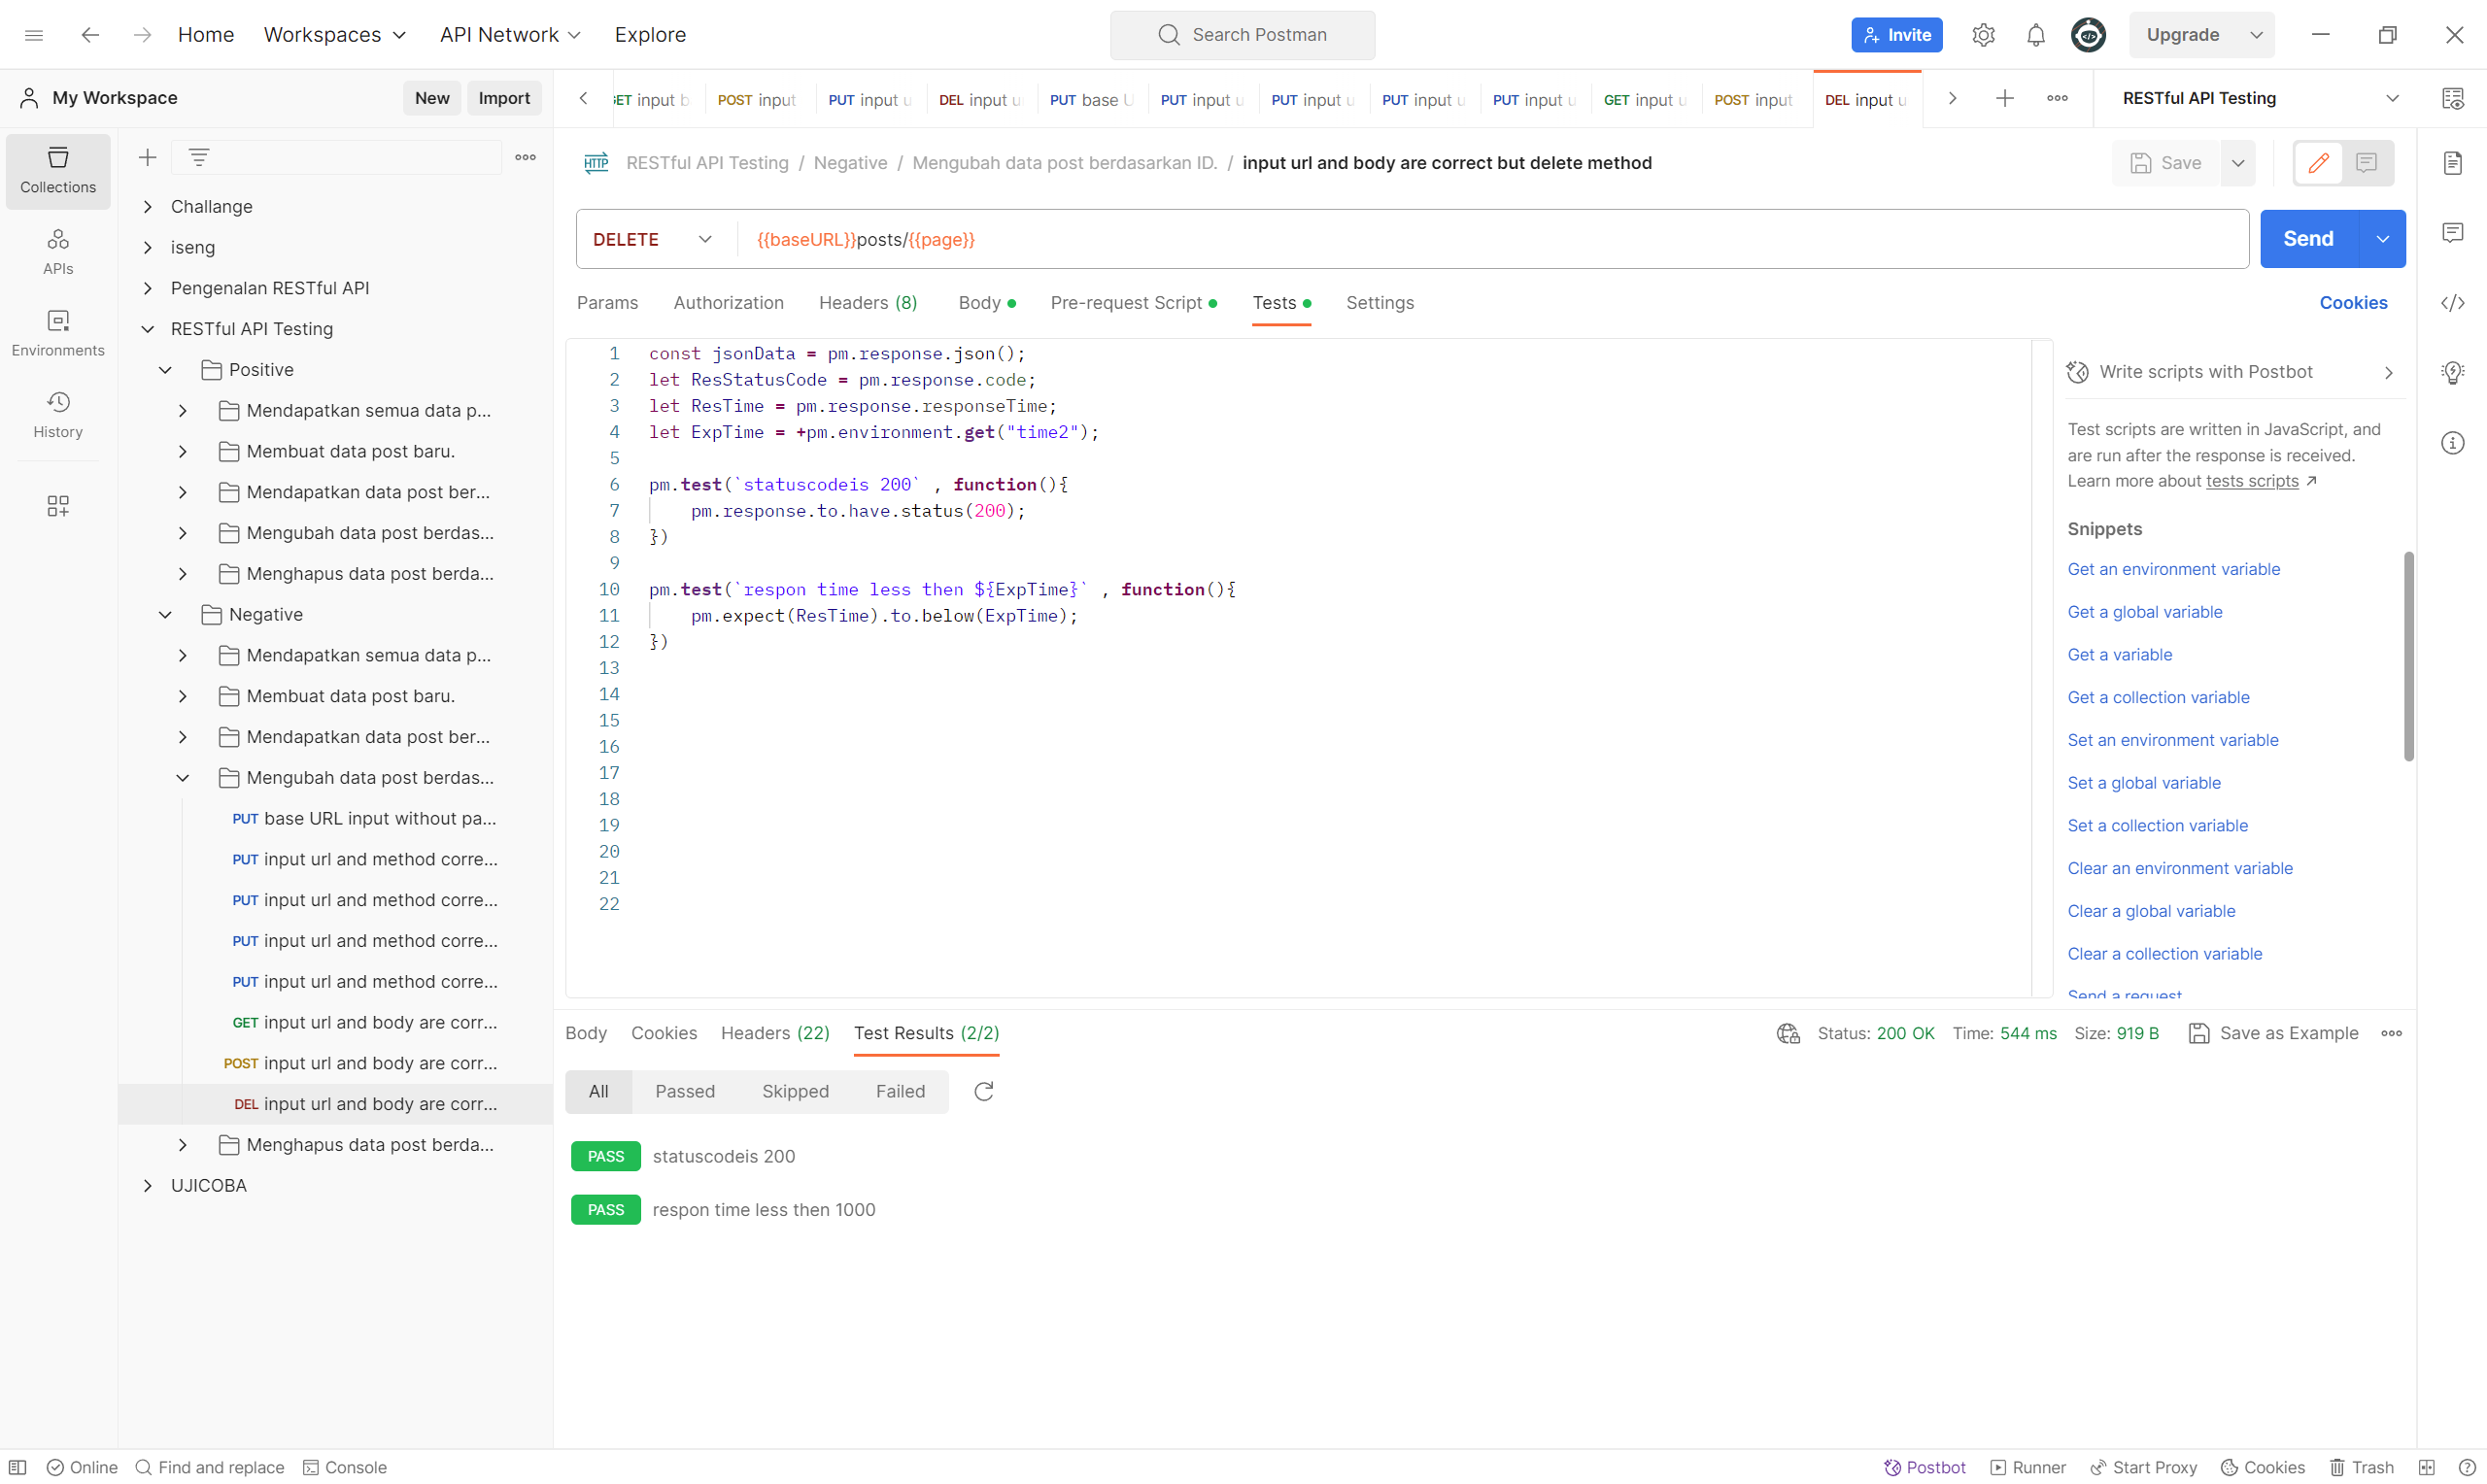 Home Workspaces API Network Explore Search Postman Invite Upgrade
My Workspace New Import
GET input b POST input PUT input u DEL input u PUT base U PUT input u PUT input u PUT input u PUT input u GET input u POST input DEL input u RESTful API Testing
Collections
APIs
Environments
History
Challange
iseng
Pengenalan RESTful API
RESTful API Testing
Positive
Mendapatkan semua data p...
Membuat data post baru.
Mendapatkan data post ber...
Mengubah data post berdas...
Menghapus data post berda...
Negative
Mendapatkan semua data p...
Membuat data post baru.
Mendapatkan data post ber...
Mengubah data post berdas...
PUT base URL input without pa...
PUT input url and method corre...
PUT input url and method corre...
PUT input url and method corre...
PUT input url and method corre...
GET input url and body are corr...
POST input url and body are corr...
DEL input url and body are corr...
Menghapus data post berda...
UJICOBA
HTTP RESTful API Testing / Negative / Mengubah data post berdasarkan ID. / input url and body are correct but delete method Save
DELETE {{baseURL}}posts/{{page}} Send
Params Authorization Headers (8) Body Pre-request Script Tests Settings Cookies
1 const jsonData = pm.response.json();
2 let ResStatusCode = pm.response.code;
3 let ResTime = pm.response.responseTime;
4 let ExpTime = +pm.environment.get("time2");
5
6 pm.test(`statuscodeis 200` , function(){
7 pm.response.to.have.status(200);
8 })
9
10 pm.test(`respon time less then ${ExpTime}` , function(){
11 pm.expect(ResTime).to.below(ExpTime);
12 })
13
14
15
16
17
18
19
20
21
22
Write scripts with Postbot
Test scripts are written in JavaScript, and
are run after the response is received.
Learn more about tests scripts ↗
Snippets
Get an environment variable
Get a global variable
Get a variable
Get a collection variable
Set an environment variable
Set a global variable
Set a collection variable
Clear an environment variable
Clear a global variable
Clear a collection variable
Send a request
Body Cookies Headers (22) Test Results (2/2) Status: 200 OK Time: 544 ms Size: 919 B Save as Example
All Passed Skipped Failed
PASS statuscodeis 200
PASS respon time less then 1000
Online Find and replace Console Postbot Runner Start Proxy Cookies Trash